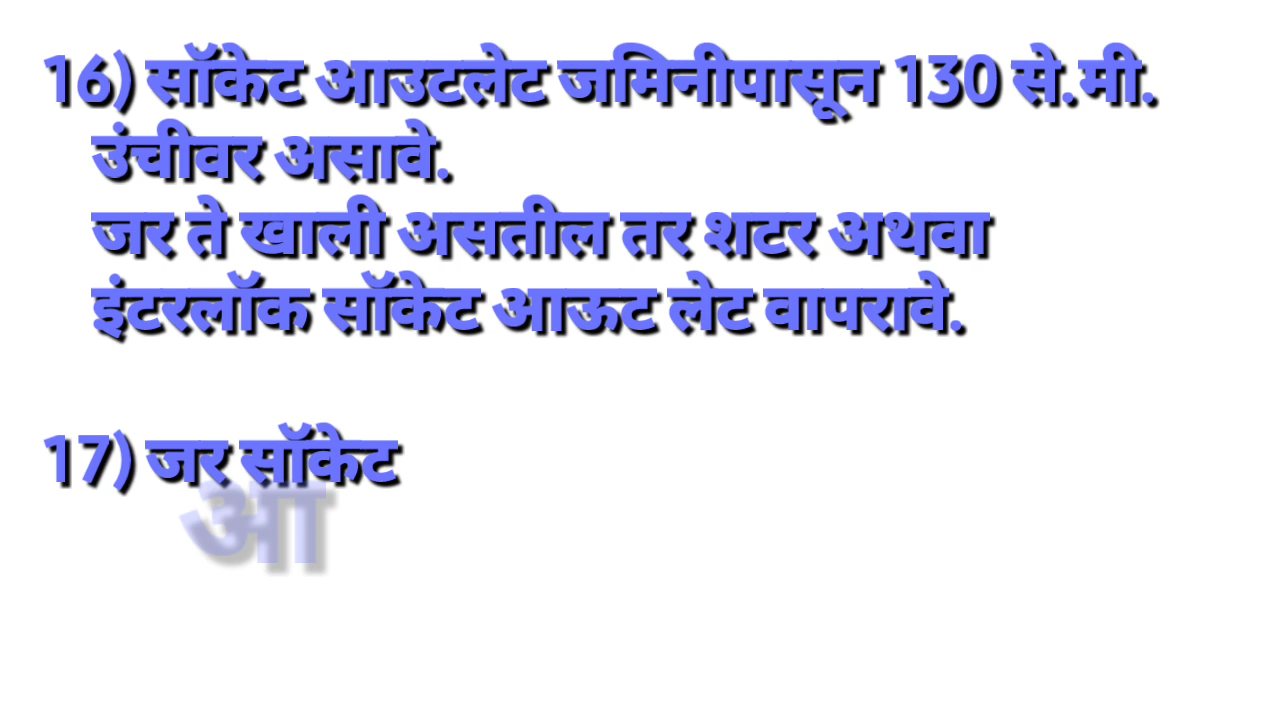 16) सॉकेट आउटलेट जमिनीपासून 130 से.मी.
उंचीवर असावे.
जर ते खाली असतील तर शटर अथवा
इंटरलॉक सॉकेट आऊट लेट वापरावे.
17) जर सॉकेट
आ